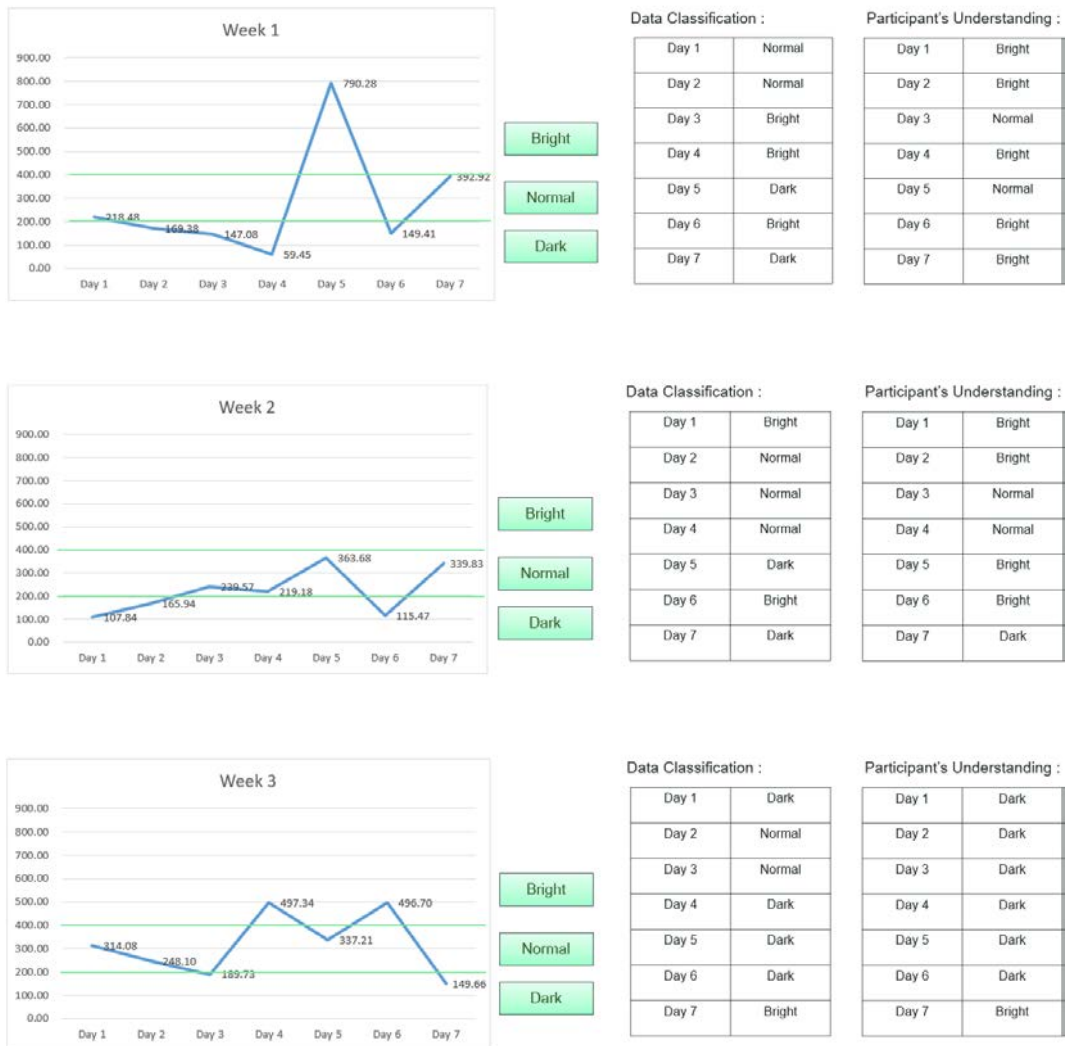 Week 1
900.00
800.00
700.00
600.00
500.00
400.00
300.00
200.00
100.00
0.00
218.48
169.38
147.08
59.45
790.28
149.41
392.92
Day 1 Day 2 Day 3 Day 4 Day 5 Day 6 Day 7
Bright
Normal
Dark
Data Classification :
Day 1 Normal
Day 2 Normal
Day 3 Bright
Day 4 Bright
Day 5 Dark
Day 6 Bright
Day 7 Dark
Participant's Understanding :
Day 1 Bright
Day 2 Bright
Day 3 Normal
Day 4 Bright
Day 5 Normal
Day 6 Bright
Day 7 Bright
Week 2
900.00
800.00
700.00
600.00
500.00
400.00
300.00
200.00
100.00
0.00
107.84
165.94
239.57
219.18
363.68
115.47
339.83
Day 1 Day 2 Day 3 Day 4 Day 5 Day 6 Day 7
Bright
Normal
Dark
Data Classification :
Day 1 Bright
Day 2 Normal
Day 3 Normal
Day 4 Normal
Day 5 Dark
Day 6 Bright
Day 7 Dark
Participant's Understanding :
Day 1 Bright
Day 2 Bright
Day 3 Normal
Day 4 Normal
Day 5 Bright
Day 6 Bright
Day 7 Dark
Week 3
900.00
800.00
700.00
600.00
500.00
400.00
300.00
200.00
100.00
0.00
314.08
248.10
189.73
497.34
337.21
496.70
149.66
Day 1 Day 2 Day 3 Day 4 Day 5 Day 6 Day 7
Bright
Normal
Dark
Data Classification :
Day 1 Dark
Day 2 Normal
Day 3 Normal
Day 4 Dark
Day 5 Dark
Day 6 Dark
Day 7 Bright
Participant's Understanding :
Day 1 Dark
Day 2 Dark
Day 3 Dark
Day 4 Dark
Day 5 Dark
Day 6 Dark
Day 7 Bright